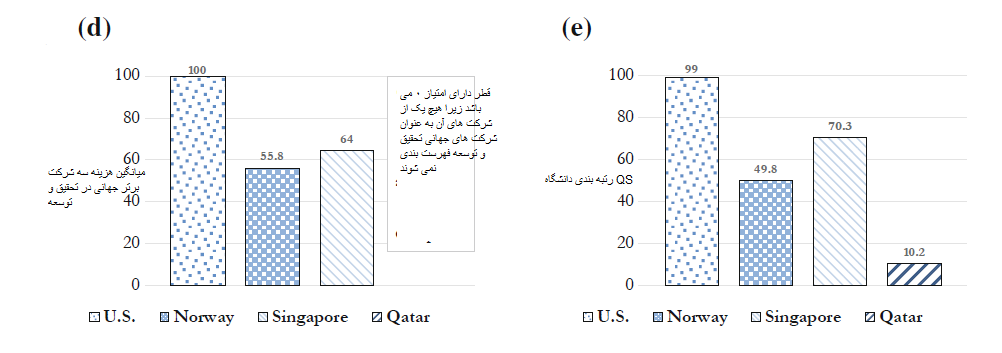 (d)
100
80
60
40
20
0
میانگین هزینه سه شرکت
برتر جهانی در تحقیق و
توسعه
100
55.8
64
قطر دارای امتیاز ۰ می
باشد زیرا هیچ یک از
شرکت های آن به عنوان
شرکت های جهانی تحقیق
و توسعه فهرست بندی
نمی شوند
U.S. Norway Singapore Qatar
(e)
100
80
60
40
20
0
رتبه بندی دانشگاه QS
99
49.8
70.3
10.2
U.S. Norway Singapore Qatar